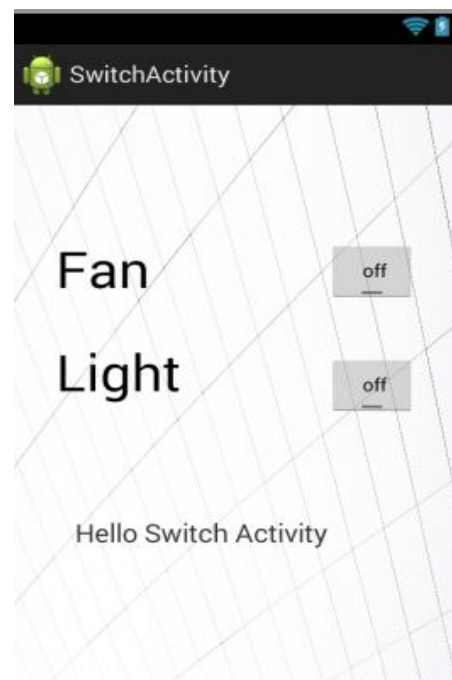 SwitchActivity
Fan
off
Light
off
Hello Switch Activity